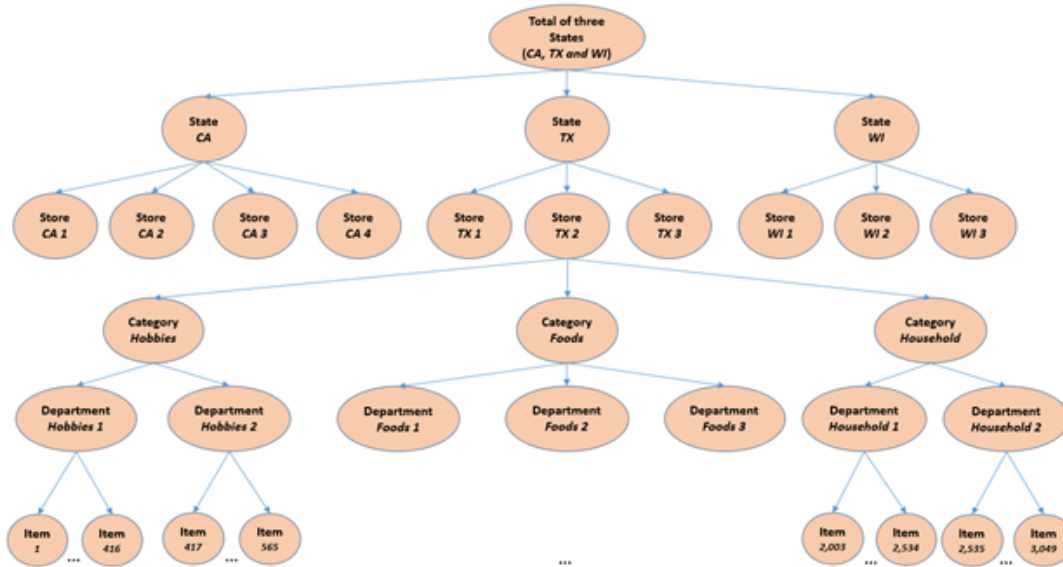 Total of three
States
(CA, TX and WI)
State
CA
State
TX
State
WI
Store
CA 1
Store
CA 2
Store
CA 3
Store
CA 4
Store
TX 1
Store
TX 2
Store
TX 3
Store
WI 1
Store
WI 2
Store
WI 3
Category
Hobbies
Category
Foods
Category
Household
Department
Hobbies 1
Department
Hobbies 2
Department
Foods 1
Department
Foods 2
Department
Foods 3
Department
Household 1
Department
Household 2
Item
1
...
Item
416
Item
417
...
Item
565
...
Item
2,003
...
Item
2,534
Item
2,535
...
Item
3,049